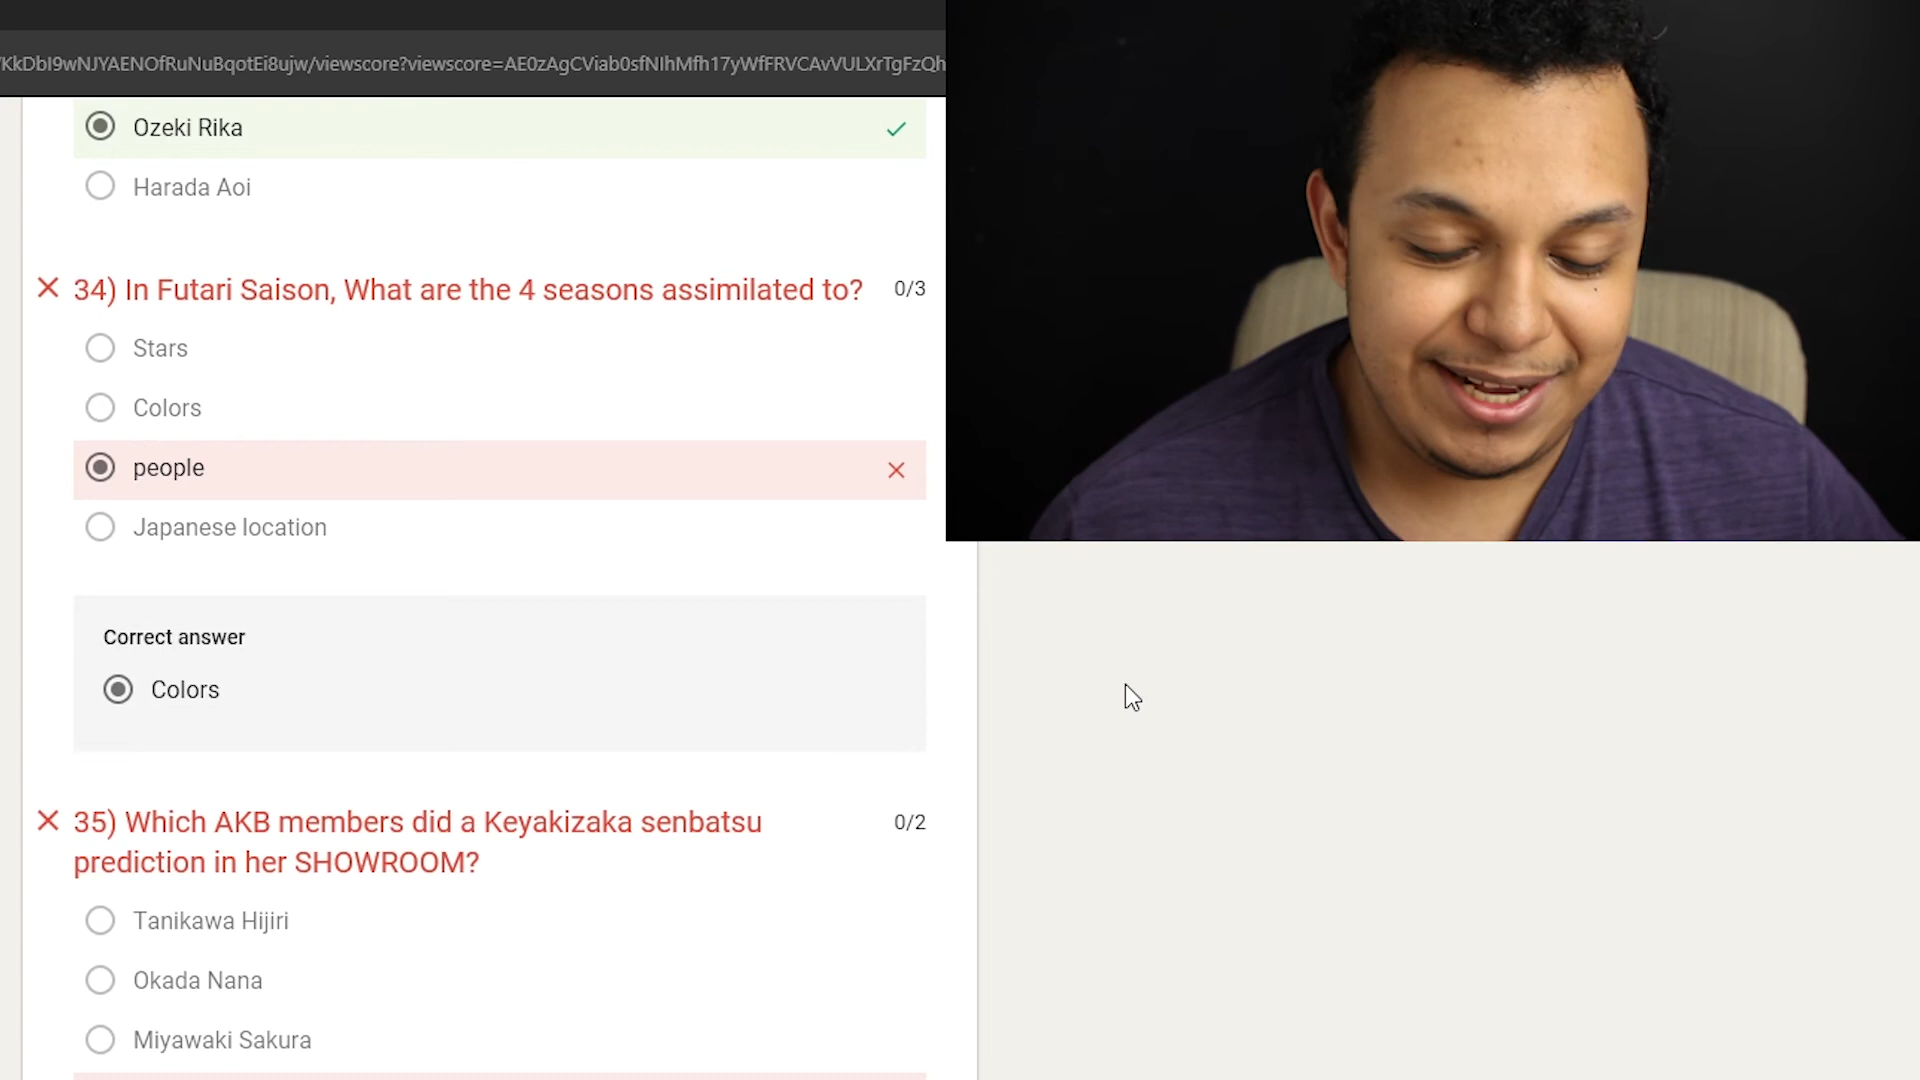 KkDbI9wNJYAENOfRuNuBqotEi8ujw/viewscore?viewscore=AE0zAgCViab0sfNIhMfh17yWfFRVCAvVULXrTgFzQh
Ozeki Rika
Harada Aoi
34) In Futari Saison, What are the 4 seasons assimilated to? 0/3
Stars
Colors
people
Japanese location
Correct answer
Colors
35) Which AKB members did a Keyakizaka senbatsu 0/2
prediction in her SHOWROOM?
Tanikawa Hijiri
Okada Nana
Miyawaki Sakura